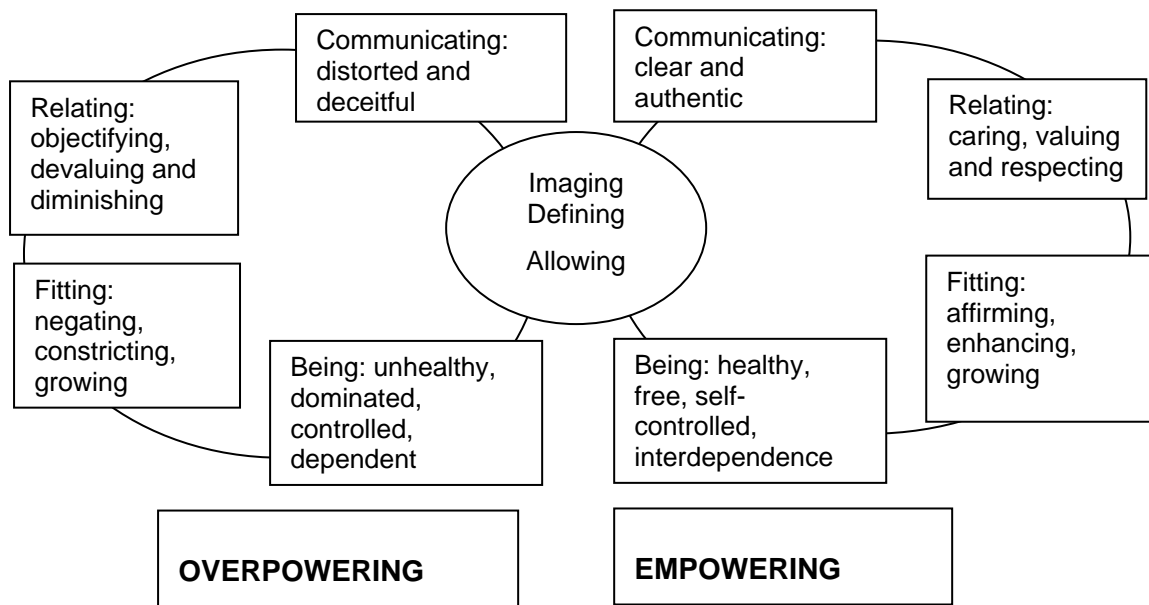 Communicating:
distorted and
deceitful
Communicating:
clear and
authentic
Relating:
objectifying,
devaluing and
diminishing
Relating:
caring, valuing
and respecting
Imaging
Defining
Allowing
Fitting:
negating,
constricting,
growing
Fitting:
affirming,
enhancing,
growing
Being: unhealthy,
dominated,
controlled,
dependent
Being: healthy,
free, self-
controlled,
interdependence
OVERPOWERING
EMPOWERING